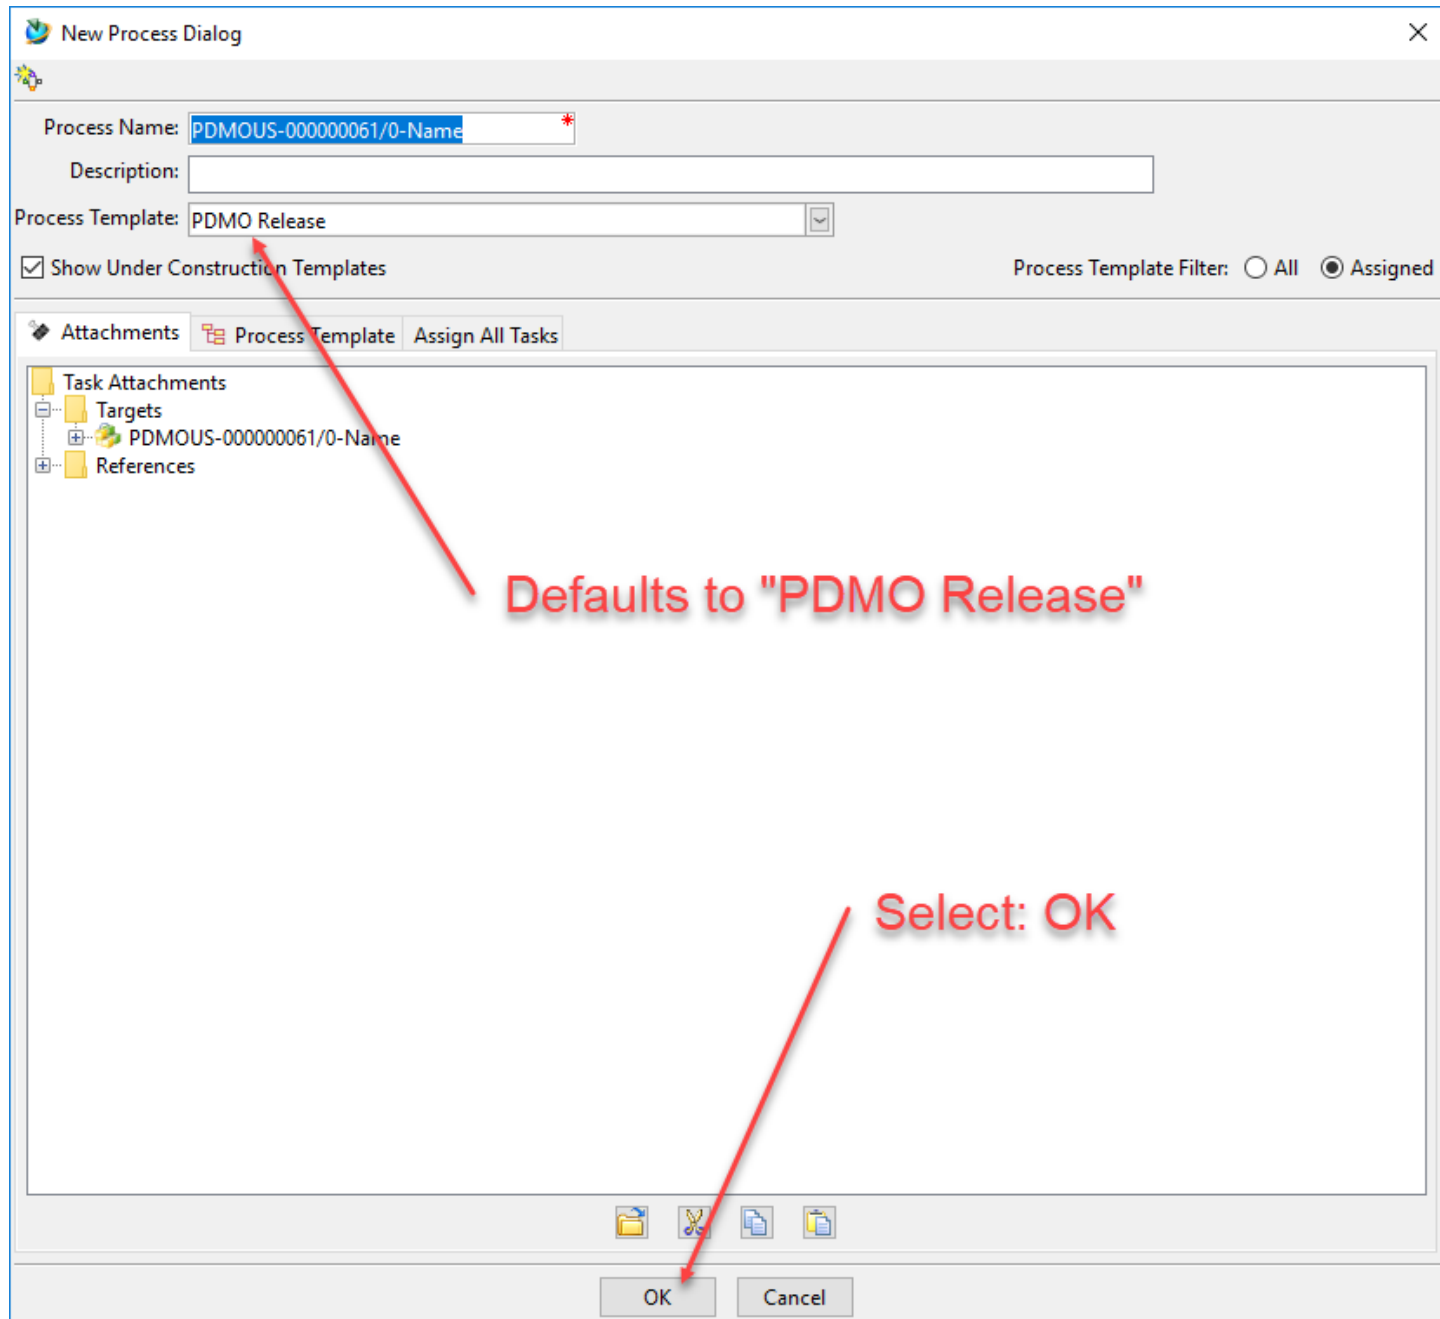 New Process Dialog
Process Name: PDMOUS-000000061/0-Name *
Description:
Process Template: PDMO Release
Show Under Construction Templates Process Template Filter: All Assigned
Attachments Process Template Assign All Tasks
Task Attachments
Targets
PDMOUS-000000061/0-Name
References
Defaults to "PDMO Release"
Select: OK
OK Cancel